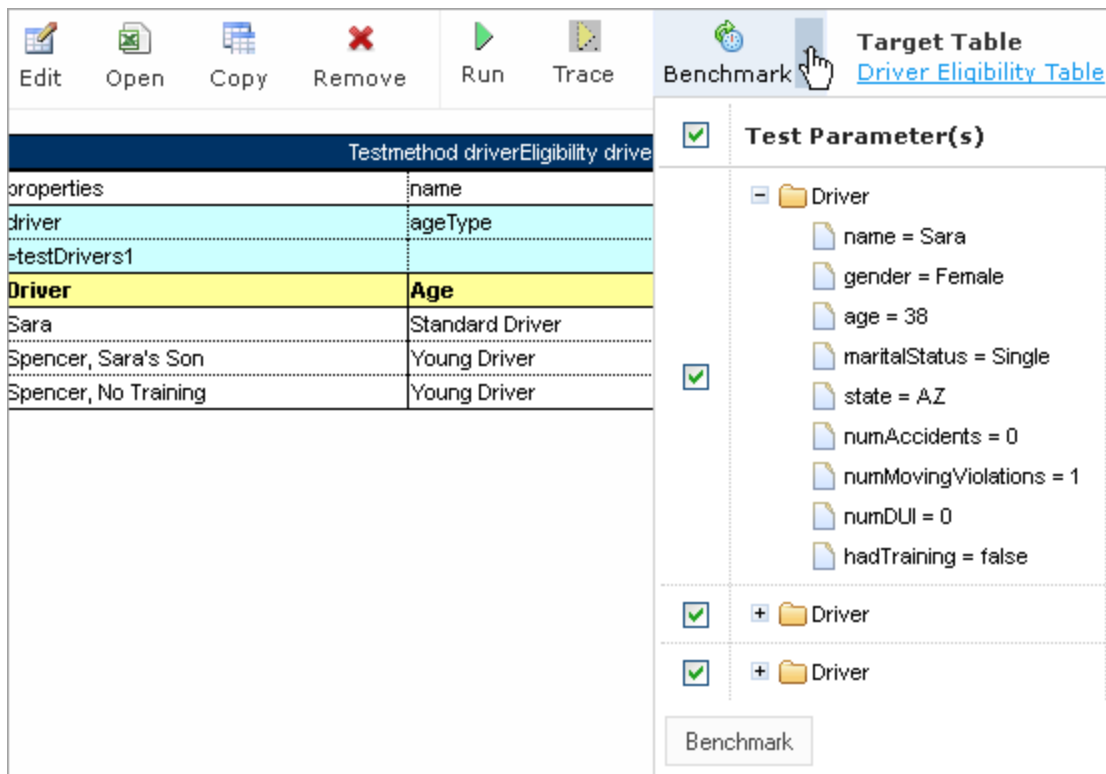 Edit Open Copy Remove Run Trace Benchmark
Target Table
Driver Eligibility Table
Testmethod driverEligibility drive
properties name
driver ageType
=testDrivers1
Driver Age
Sara Standard Driver
Spencer, Sara's Son Young Driver
Spencer, No Training Young Driver
Test Parameter(s)
Driver
name = Sara
gender = Female
age = 38
maritalStatus = Single
state = AZ
numAccidents = 0
numMovingViolations = 1
numDUI = 0
hadTraining = false
Driver
Driver
Benchmark